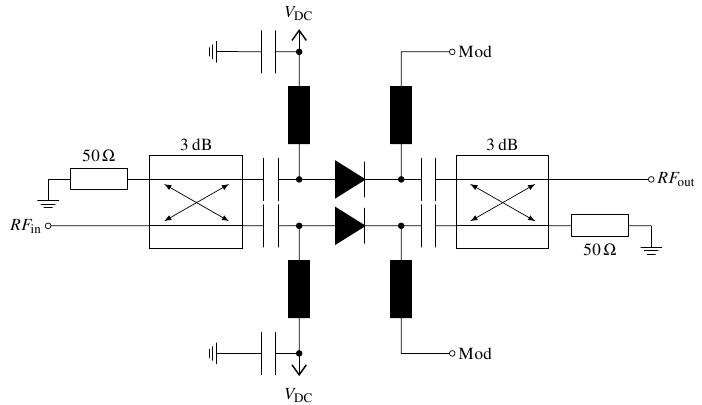 V_DC
Mod
3 dB
3 dB
50 Ω
RF_out
RF_in
50 Ω
Mod
V_DC